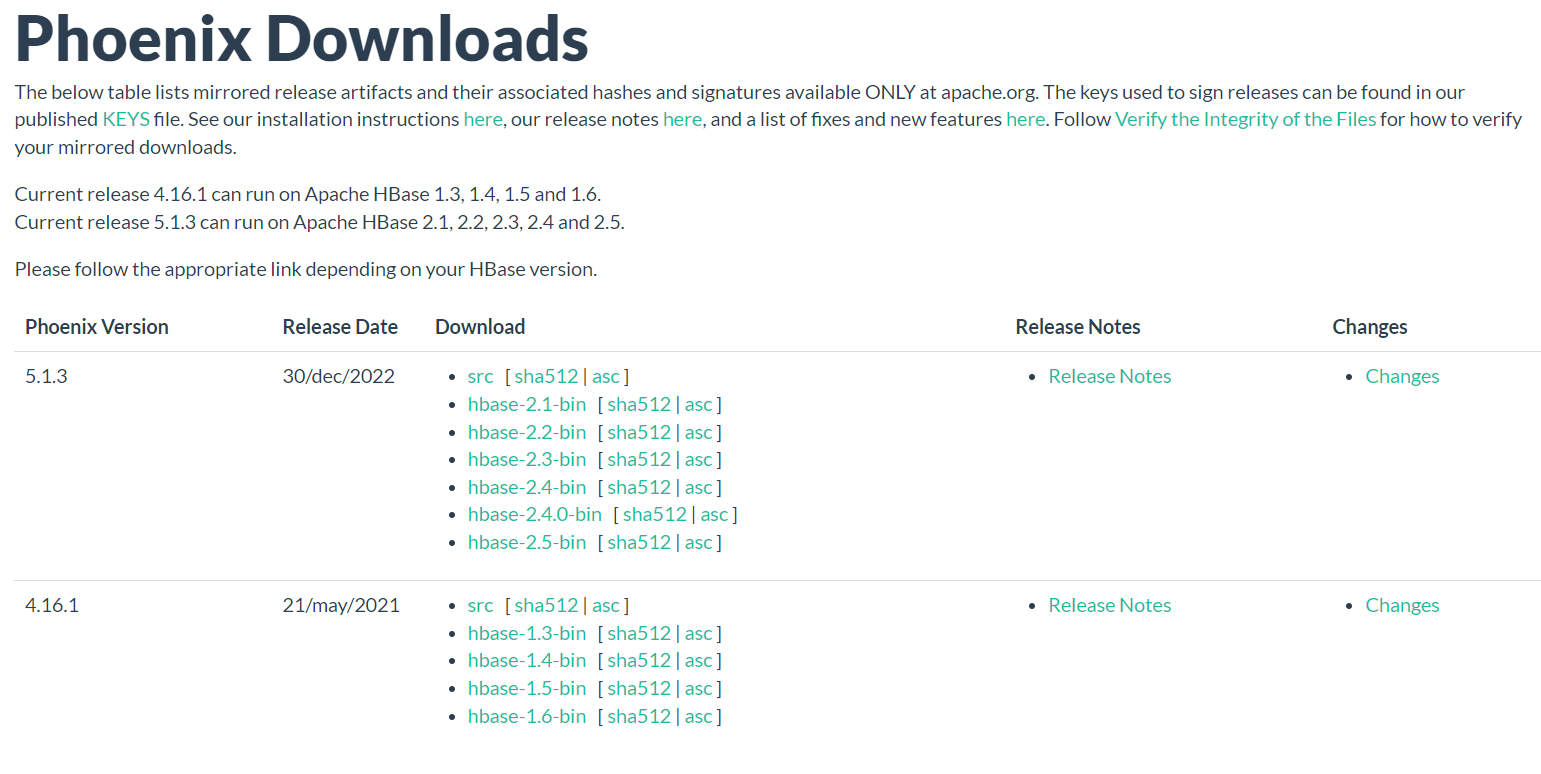 Phoenix Downloads
The below table lists mirrored release artifacts and their associated hashes and signatures available ONLY at apache.org. The keys used to sign releases can be found in our
published KEYS file. See our installation instructions here, our release notes here, and a list of fixes and new features here. Follow Verify the Integrity of the Files for how to verify
your mirrored downloads.
Current release 4.16.1 can run on Apache HBase 1.3, 1.4, 1.5 and 1.6.
Current release 5.1.3 can run on Apache HBase 2.1, 2.2, 2.3, 2.4 and 2.5.
Please follow the appropriate link depending on your HBase version.
Phoenix Version Release Date Download Release Notes Changes
5.1.3 30/dec/2022 • src [ sha512 | asc ] • Release Notes • Changes
• hbase-2.1-bin [ sha512 | asc ]
• hbase-2.2-bin [ sha512 | asc ]
• hbase-2.3-bin [ sha512 | asc ]
• hbase-2.4-bin [ sha512 | asc ]
• hbase-2.4.0-bin [ sha512 | asc ]
• hbase-2.5-bin [ sha512 | asc ]
4.16.1 21/may/2021 • src [ sha512 | asc ] • Release Notes • Changes
• hbase-1.3-bin [ sha512 | asc ]
• hbase-1.4-bin [ sha512 | asc ]
• hbase-1.5-bin [ sha512 | asc ]
• hbase-1.6-bin [ sha512 | asc ]